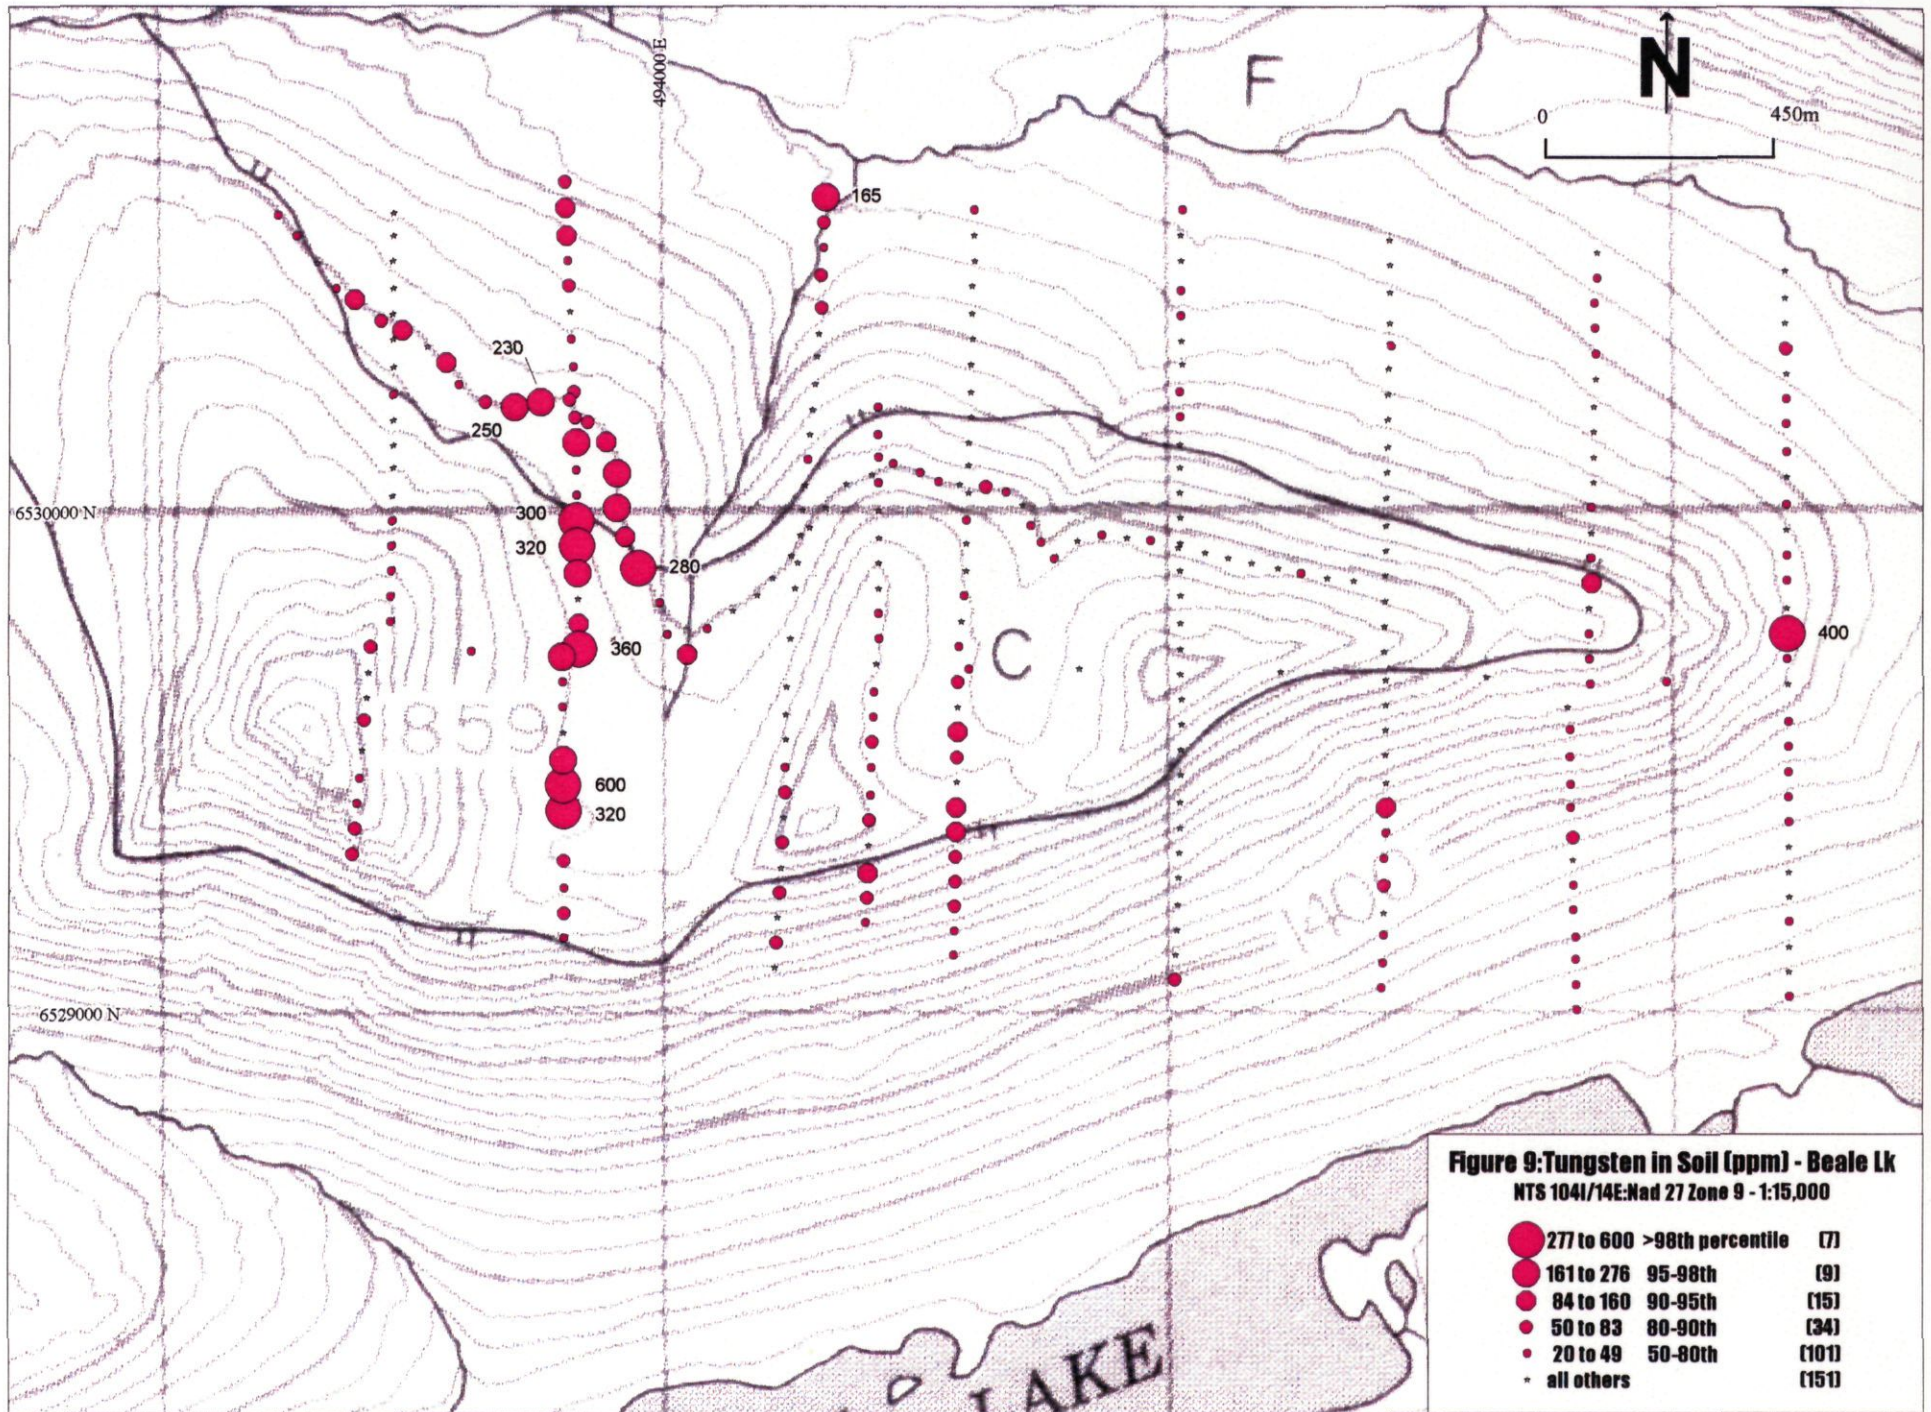 494000 E
F
N
0 450m
165
230
250
6530000 N
300
320
280
C
360
400
859
600
320
1400
6529000 N
LAKE
Figure 9:Tungsten in Soil (ppm) - Beale Lk
NTS 104I/14E:Nad 27 Zone 9 - 1:15,000
277 to 600 >98th percentile (7)
161 to 276 95-98th (9)
84 to 160 90-95th (15)
50 to 83 80-90th (34)
20 to 49 50-80th (101)
* all others (151)